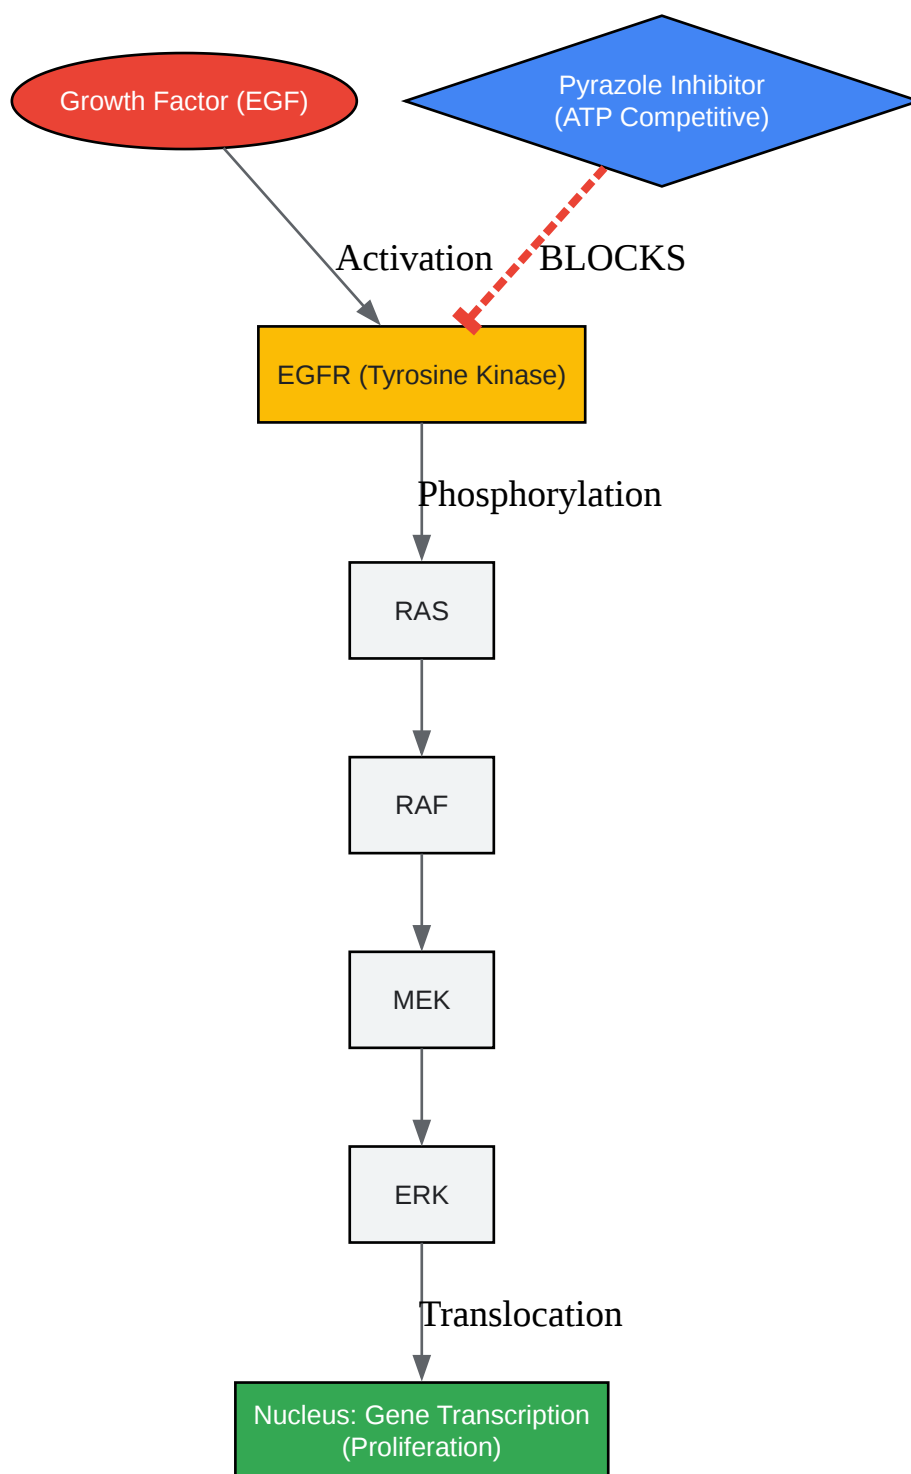 Growth Factor (EGF)
Pyrazole Inhibitor
(ATP Competitive)
Activation
BLOCKS
EGFR (Tyrosine Kinase)
Phosphorylation
RAS
RAF
MEK
ERK
Translocation
Nucleus: Gene Transcription
(Proliferation)